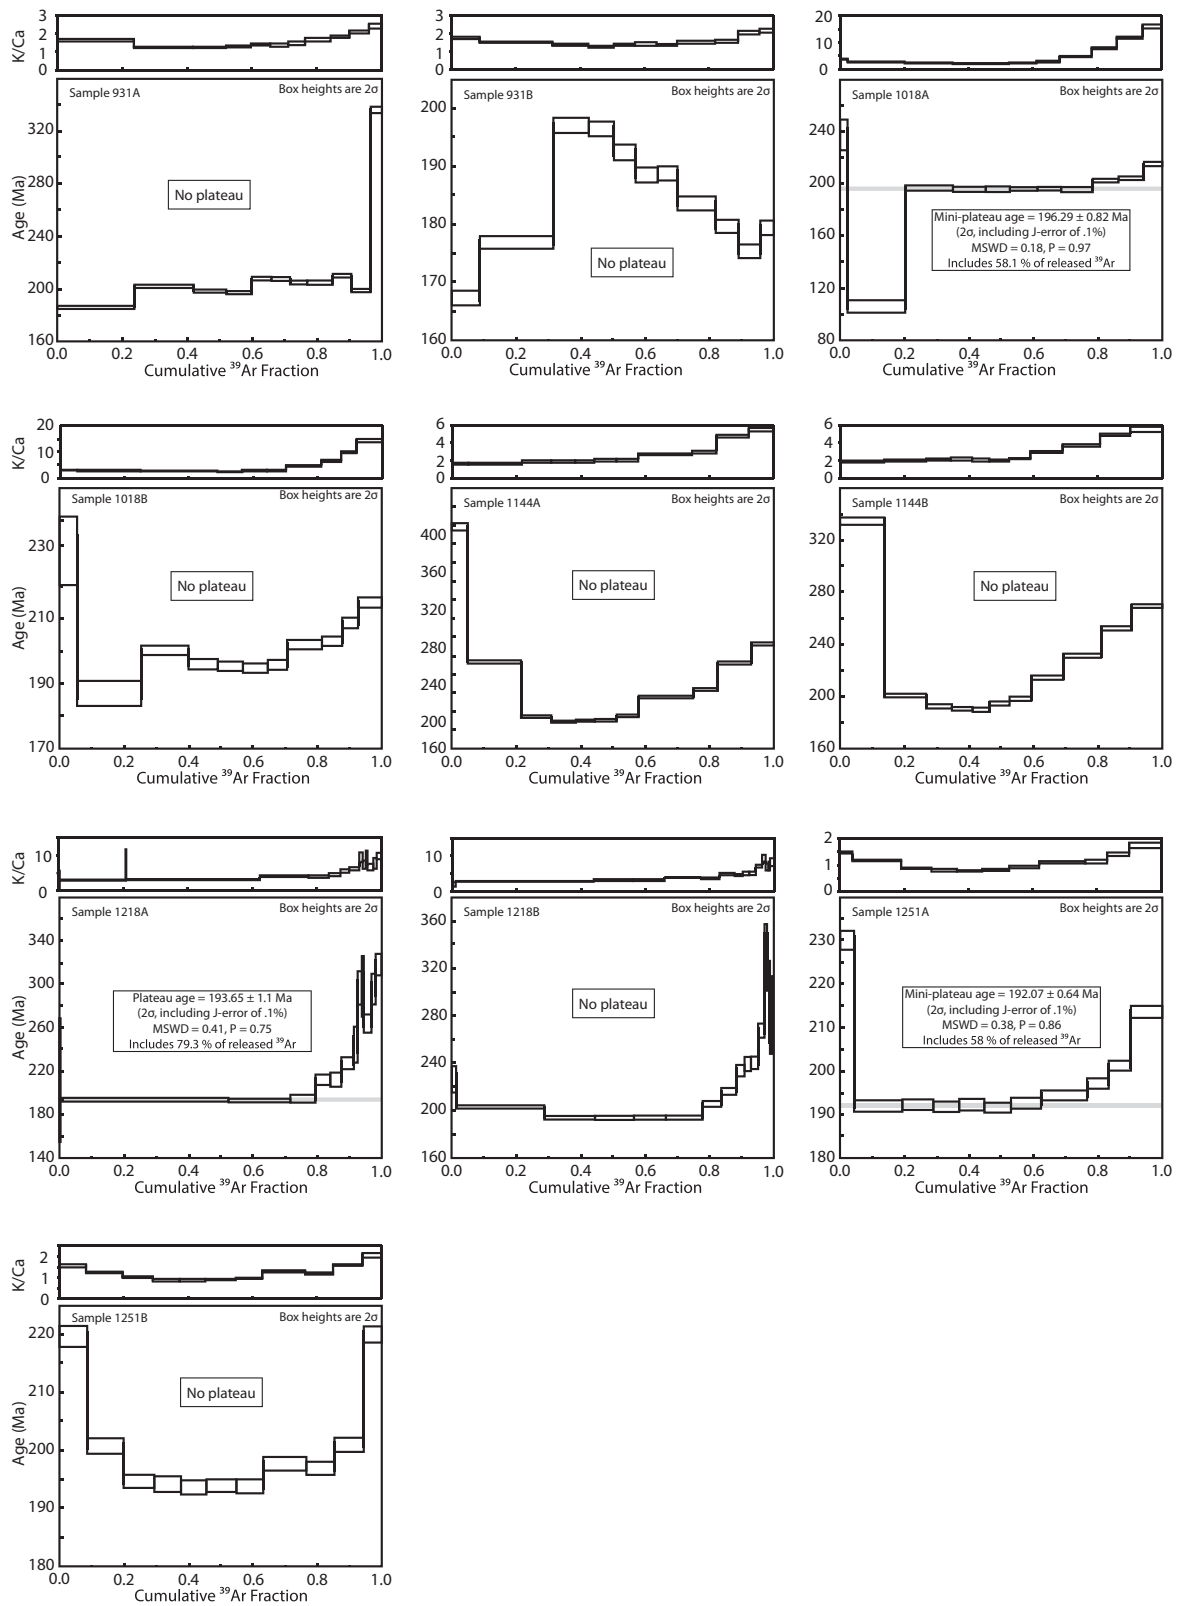 K/Ca
3
2
1
0
Sample 931A
Box heights are 2σ
No plateau
Age (Ma)
320
280
240
200
160
0.0 0.2 0.4 0.6 0.8 1.0
Cumulative ³⁹Ar Fraction
3
2
1
0
Sample 931B
Box heights are 2σ
No plateau
200
190
180
170
160
0.0 0.2 0.4 0.6 0.8 1.0
Cumulative ³⁹Ar Fraction
20
10
0
Sample 1018A
Box heights are 2σ
240
200
160
120
80
Mini-plateau age = 196.29 ± 0.82 Ma
(2σ, including J-error of .1%)
MSWD = 0.18, P = 0.97
Includes 58.1 % of released ³⁹Ar
0.0 0.2 0.4 0.6 0.8 1.0
Cumulative ³⁹Ar Fraction
K/Ca
20
10
0
Sample 1018B
Box heights are 2σ
No plateau
Age (Ma)
230
210
190
170
0.0 0.2 0.4 0.6 0.8 1.0
Cumulative ³⁹Ar Fraction
6
4
2
0
Sample 1144A
Box heights are 2σ
No plateau
400
360
320
280
240
200
160
0.0 0.2 0.4 0.6 0.8 1.0
Cumulative ³⁹Ar Fraction
6
4
2
0
Sample 1144B
Box heights are 2σ
No plateau
320
280
240
200
160
0.0 0.2 0.4 0.6 0.8 1.0
Cumulative ³⁹Ar Fraction
K/Ca
10
0
Sample 1218A
Box heights are 2σ
Age (Ma)
340
300
260
220
180
140
Plateau age = 193.65 ± 1.1 Ma
(2σ, including J-error of .1%)
MSWD = 0.41, P = 0.75
Includes 79.3 % of released ³⁹Ar
0.0 0.2 0.4 0.6 0.8 1.0
Cumulative ³⁹Ar Fraction
10
0
Sample 1218B
Box heights are 2σ
No plateau
360
320
280
240
200
160
0.0 0.2 0.4 0.6 0.8 1.0
Cumulative ³⁹Ar Fraction
2
1
0
Sample 1251A
Box heights are 2σ
230
220
210
200
190
180
Mini-plateau age = 192.07 ± 0.64 Ma
(2σ, including J-error of .1%)
MSWD = 0.38, P = 0.86
Includes 58 % of released ³⁹Ar
0.0 0.2 0.4 0.6 0.8 1.0
Cumulative ³⁹Ar Fraction
K/Ca
2
1
0
Sample 1251B
Box heights are 2σ
No plateau
Age (Ma)
220
210
200
190
180
0.0 0.2 0.4 0.6 0.8 1.0
Cumulative ³⁹Ar Fraction